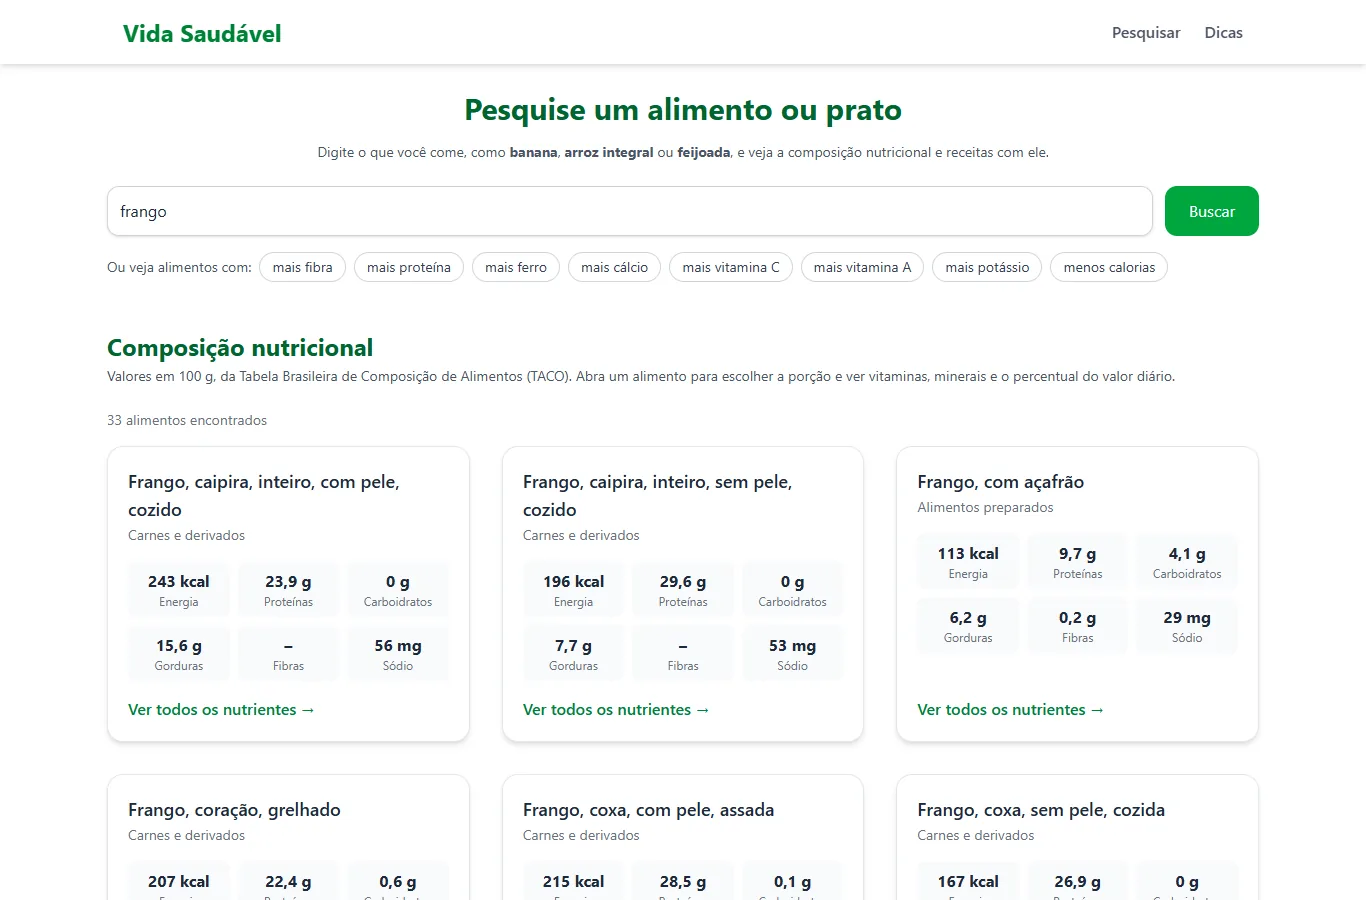 Vida Saudável
Pesquisar Dicas
Pesquise um alimento ou prato
Digite o que você come, como banana, arroz integral ou feijoada, e veja a composição nutricional e receitas com ele.
frango
Buscar
Ou veja alimentos com: mais fibra mais proteína mais ferro mais cálcio mais vitamina C mais vitamina A mais potássio menos calorias
Composição nutricional
Valores em 100 g, da Tabela Brasileira de Composição de Alimentos (TACO). Abra um alimento para escolher a porção e ver vitaminas, minerais e o percentual do valor diário.
33 alimentos encontrados
Frango, caipira, inteiro, com pele,
cozido
Carnes e derivados
243 kcal 23,9 g 0 g
Energia Proteínas Carboidratos
15,6 g – 56 mg
Gorduras Fibras Sódio
Ver todos os nutrientes →
Frango, caipira, inteiro, sem pele,
cozido
Carnes e derivados
196 kcal 29,6 g 0 g
Energia Proteínas Carboidratos
7,7 g – 53 mg
Gorduras Fibras Sódio
Ver todos os nutrientes →
Frango, com açafrão
Alimentos preparados
113 kcal 9,7 g 4,1 g
Energia Proteínas Carboidratos
6,2 g 0,2 g 29 mg
Gorduras Fibras Sódio
Ver todos os nutrientes →
Frango, coração, grelhado
Carnes e derivados
207 kcal 22,4 g 0,6 g
Frango, coxa, com pele, assada
Carnes e derivados
215 kcal 28,5 g 0,1 g
Frango, coxa, sem pele, cozida
Carnes e derivados
167 kcal 26,9 g 0 g